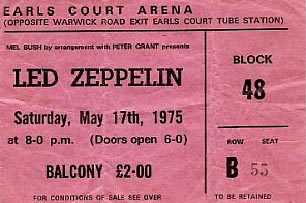 EARLS COURT ARENA
(OPPOSITE WARWICK ROAD EXIT EARLS COURT TUBE STATION)
MEL BUSH by arrangement with PETER GRANT presents
LED ZEPPELIN
Saturday, May 17th, 1975
at 8-0 p.m. (Doors open 6-0)
BALCONY £2·00
FOR CONDITIONS OF SALE SEE OVER
BLOCK
48
ROW SEAT
B 55
TO BE RETAINED